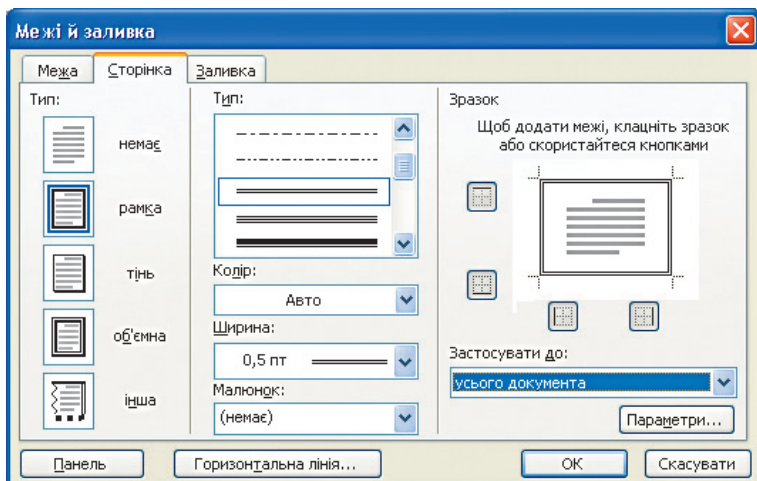 Межі й заливка
Межа
Сторінка
Заливка
Тип:
немає
рамка
тінь
об'ємна
інша
Тип:
Колір:
Авто
Ширина:
0,5 пт
Малюнок:
(немає)
Зразок
Щоб додати межі, клацніть зразок
або скористайтеся кнопками
Застосувати до:
усього документа
Параметри...
Панель
Горизонтальна лінія...
ОК
Скасувати